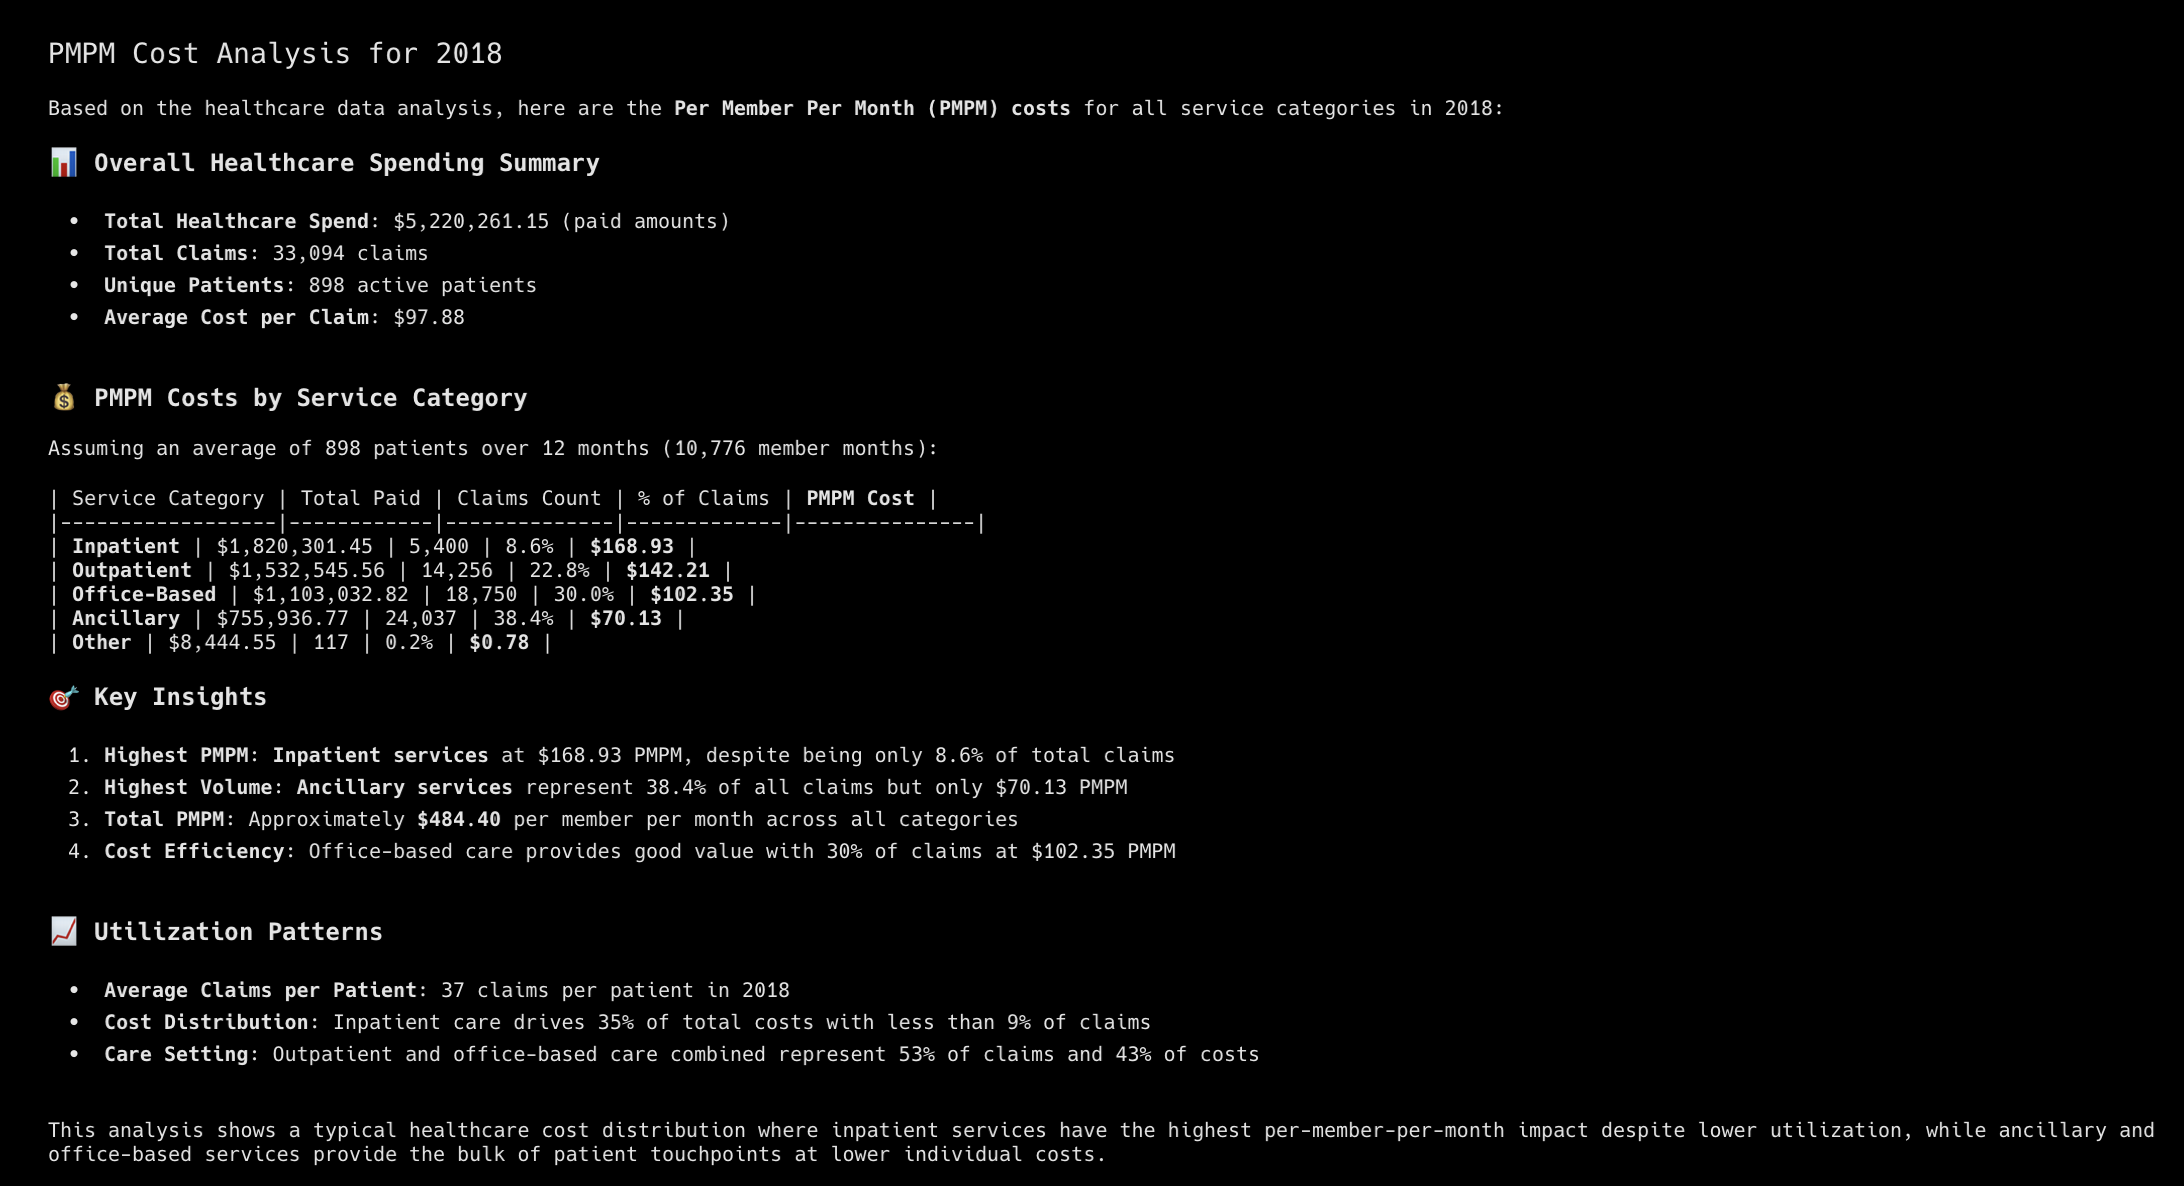 PMPM Cost Analysis for 2018
Based on the healthcare data analysis, here are the Per Member Per Month (PMPM) costs for all service categories in 2018:
📊 Overall Healthcare Spending Summary
• Total Healthcare Spend: $5,220,261.15 (paid amounts)
• Total Claims: 33,094 claims
• Unique Patients: 898 active patients
• Average Cost per Claim: $97.88
💰 PMPM Costs by Service Category
Assuming an average of 898 patients over 12 months (10,776 member months):
| Service Category | Total Paid | Claims Count | % of Claims | PMPM Cost |
|------------------|------------|--------------|-------------|---------------|
| Inpatient | $1,820,301.45 | 5,400 | 8.6% | $168.93 |
| Outpatient | $1,532,545.56 | 14,256 | 22.8% | $142.21 |
| Office-Based | $1,103,032.82 | 18,750 | 30.0% | $102.35 |
| Ancillary | $755,936.77 | 24,037 | 38.4% | $70.13 |
| Other | $8,444.55 | 117 | 0.2% | $0.78 |
🎯 Key Insights
1. Highest PMPM: Inpatient services at $168.93 PMPM, despite being only 8.6% of total claims
2. Highest Volume: Ancillary services represent 38.4% of all claims but only $70.13 PMPM
3. Total PMPM: Approximately $484.40 per member per month across all categories
4. Cost Efficiency: Office-based care provides good value with 30% of claims at $102.35 PMPM
📈 Utilization Patterns
• Average Claims per Patient: 37 claims per patient in 2018
• Cost Distribution: Inpatient care drives 35% of total costs with less than 9% of claims
• Care Setting: Outpatient and office-based care combined represent 53% of claims and 43% of costs
This analysis shows a typical healthcare cost distribution where inpatient services have the highest per-member-per-month impact despite lower utilization, while ancillary and
office-based services provide the bulk of patient touchpoints at lower individual costs.